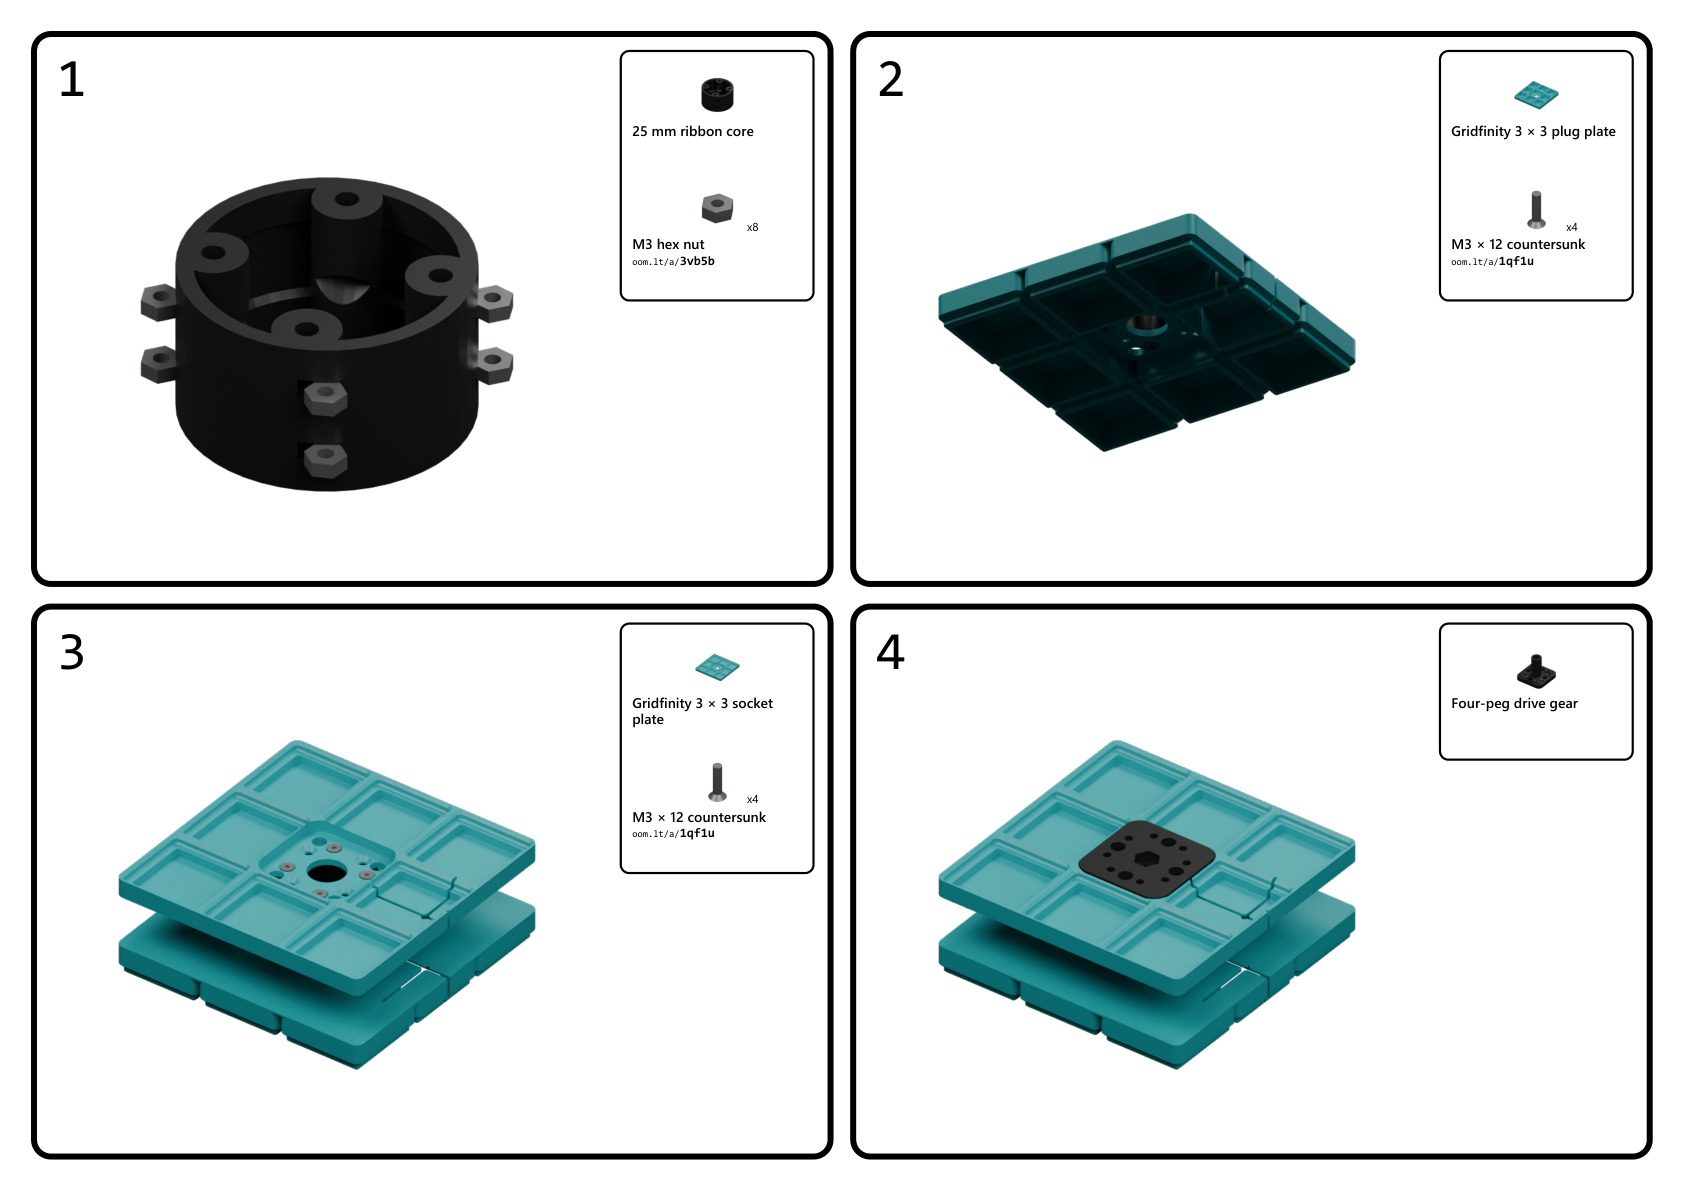 1
25 mm ribbon core
x8
M3 hex nut
oom.lt/a/3vb5b
2
Gridfinity 3 × 3 plug plate
x4
M3 × 12 countersunk
oom.lt/a/1qf1u
3
Gridfinity 3 × 3 socket
plate
x4
M3 × 12 countersunk
oom.lt/a/1qf1u
4
Four-peg drive gear